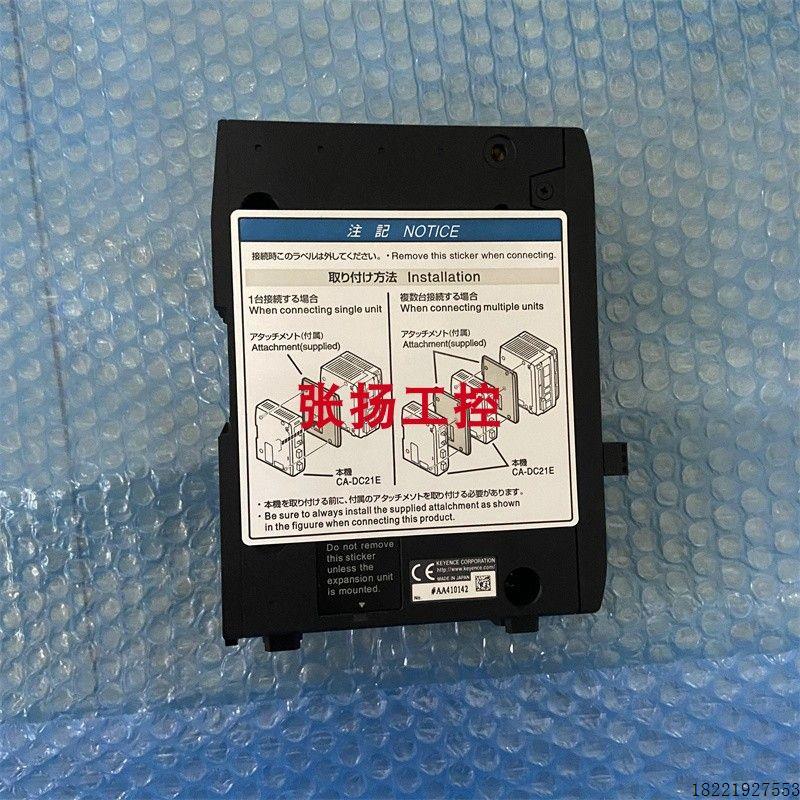 注 記 NOTICE
接続時このラベルは外してください。・Remove this sticker when connecting.
取り付け方法 Installation
1台接続する場合
When connecting single unit
アタッチメソト(付属)
Attachment(supplied)
本機
CA-DC21E
複数台接続する場合
When connecting multiple units
アタッチメソト(付属)
Attachment(supplied)
本機
CA-DC21E
张扬工控
・本機を取り付ける前に、付属のアタチメソトを取り付ける必要があります。
・Be sure to always install the supplied attalchment as shown
in the figuure when connecting this product.
Do not remove
this sticker
unless the
expansion unit
is mounted.
CE
KEYENCE CORPORATION
http://www.keyence.com/
MADE IN JAPAN
No. #AA410142
18221927553